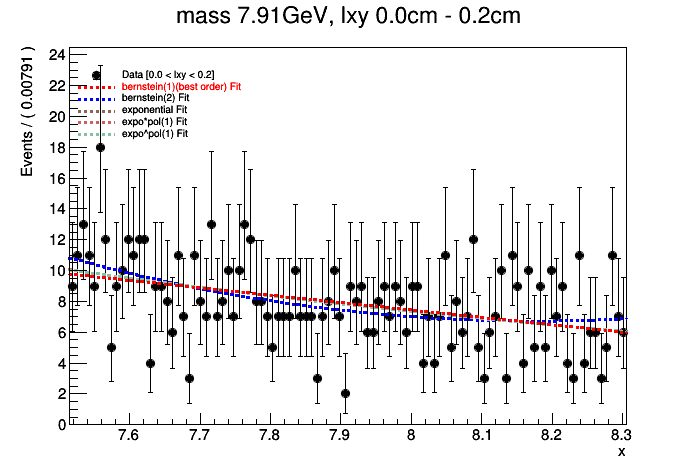 mass 7.91GeV, lxy 0.0cm - 0.2cm
Events / ( 0.00791 )
24
22
20
18
16
14
12
10
8
6
4
2
0
Data [0.0 < lxy < 0.2]
bernstein(1)(best order) Fit
bernstein(2) Fit
exponential Fit
expo*pol(1) Fit
expo^pol(1) Fit
7.6 7.7 7.8 7.9 8 8.1 8.2 8.3
x